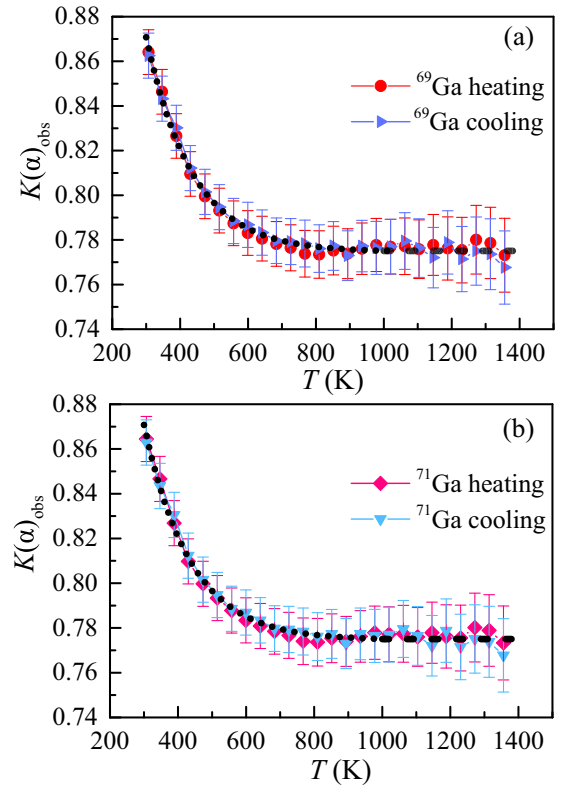 (a)
0.88
0.86
0.84
0.82
0.80
0.78
0.76
0.74
K(α)obs
⁶⁹Ga heating
⁶⁹Ga cooling
200 400 600 800 1000 1200 1400
T (K)
(b)
0.88
0.86
0.84
0.82
0.80
0.78
0.76
0.74
K(α)obs
⁷¹Ga heating
⁷¹Ga cooling
200 400 600 800 1000 1200 1400
T (K)